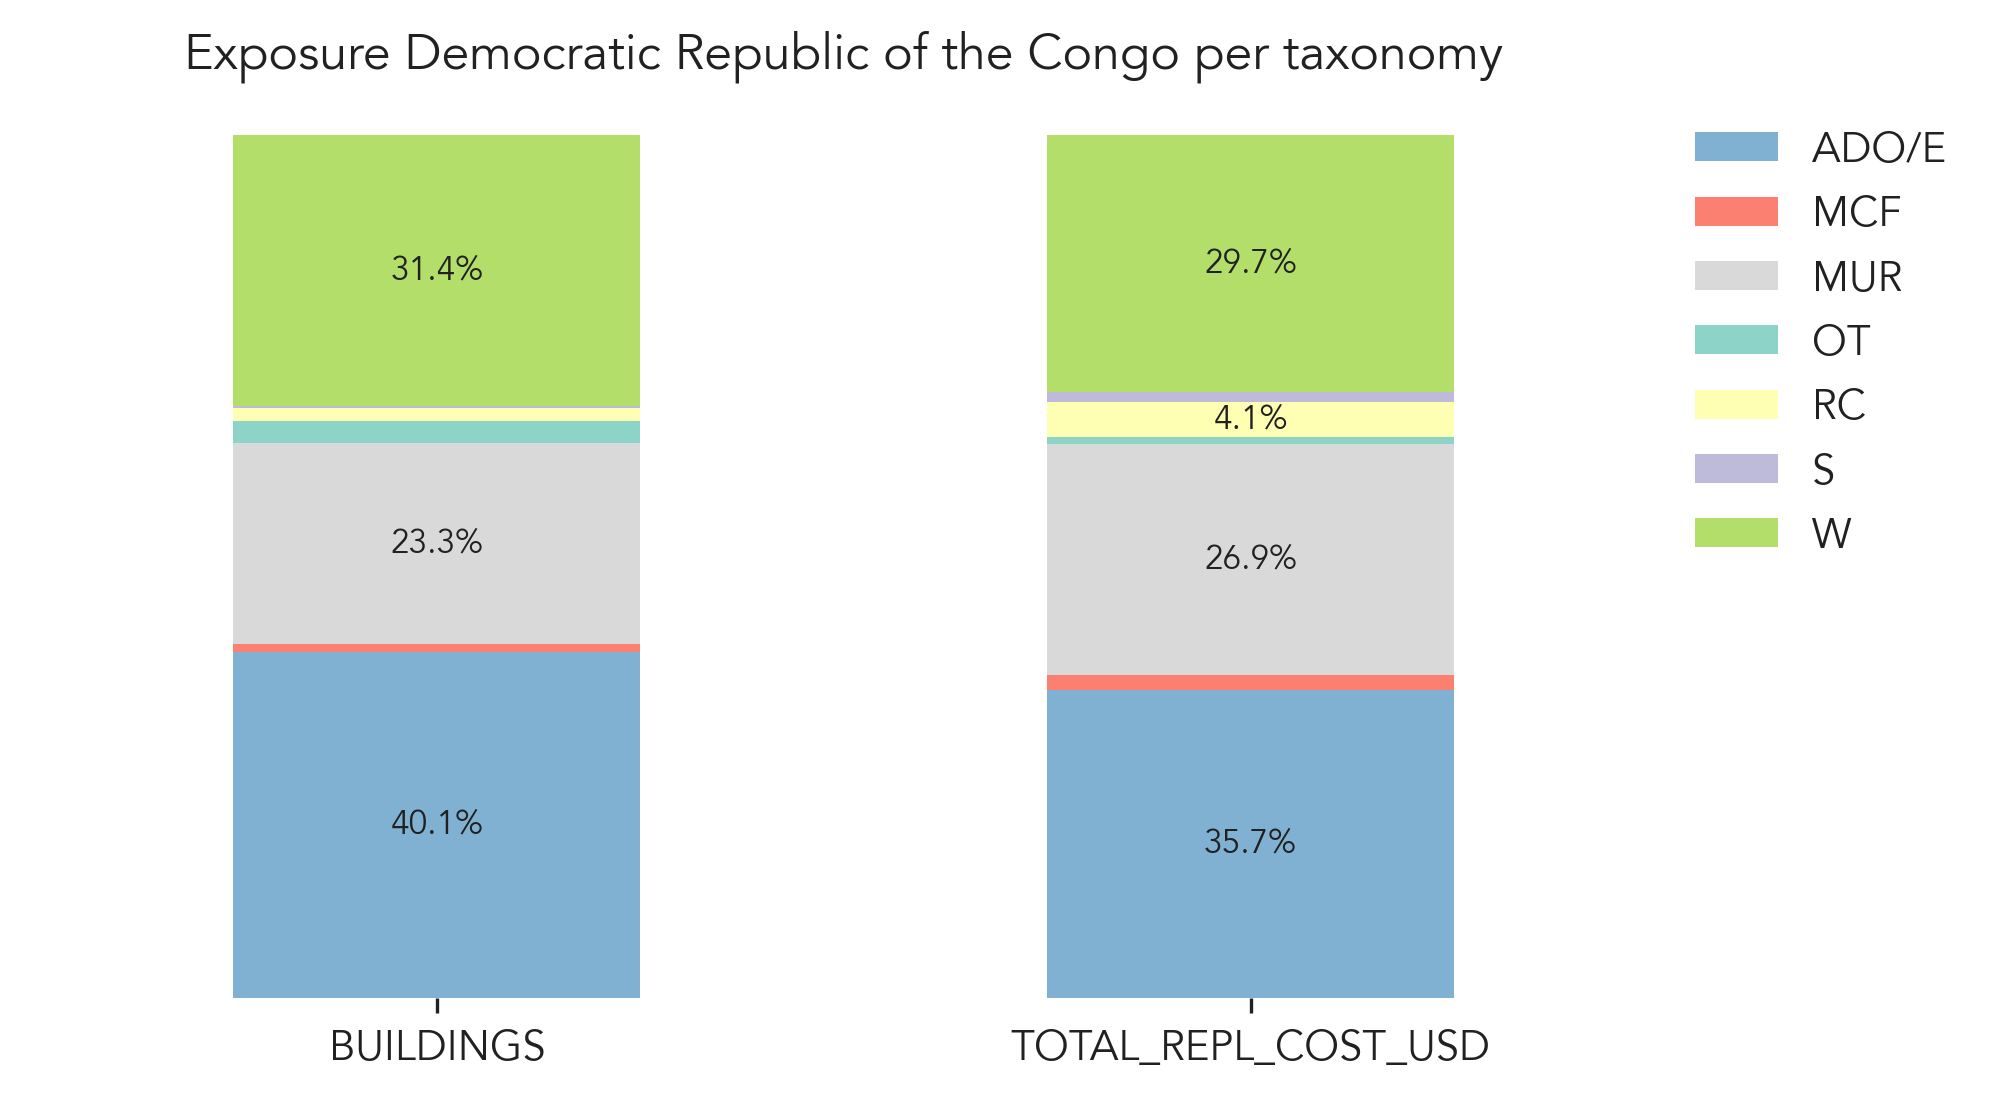 Exposure Democratic Republic of the Congo per taxonomy
31.4%
23.3%
40.1%
BUILDINGS
29.7%
4.1%
26.9%
35.7%
TOTAL_REPL_COST_USD
ADO/E
MCF
MUR
OT
RC
S
W